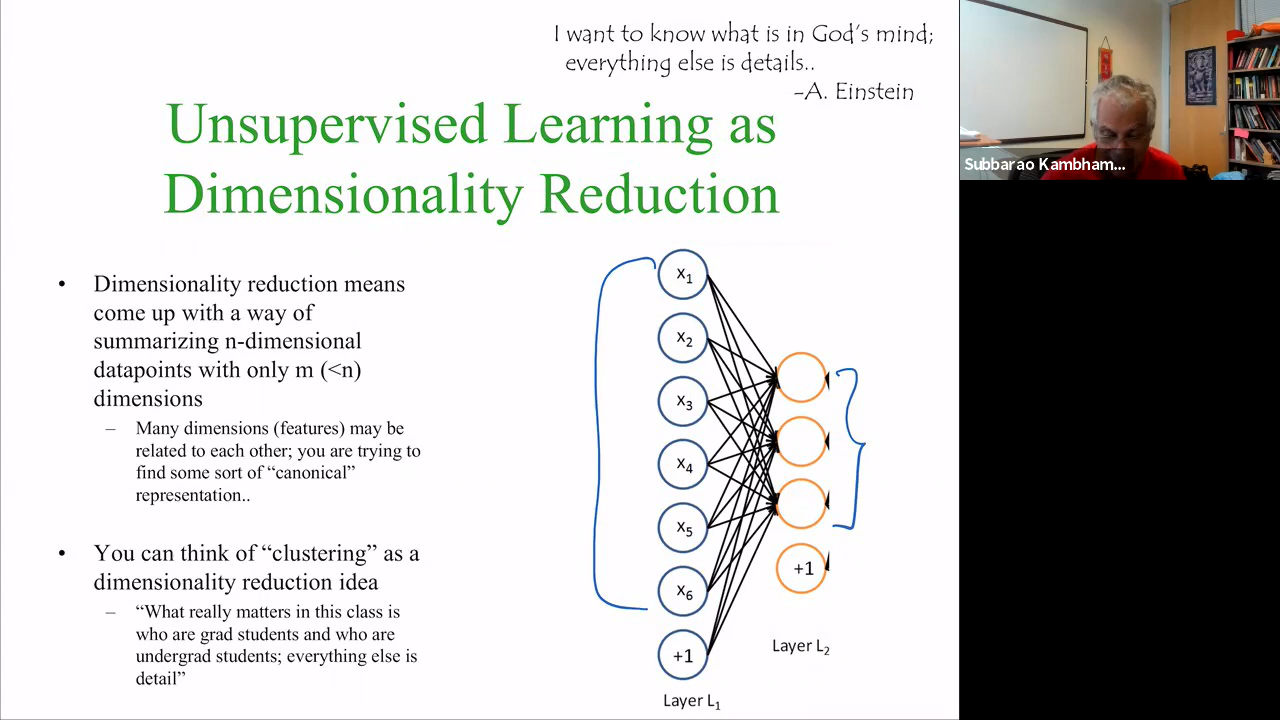 I want to know what is in God's mind;
everything else is details..
-A. Einstein
Unsupervised Learning as
Dimensionality Reduction
• Dimensionality reduction means
come up with a way of
summarizing n-dimensional
datapoints with only m (<n)
dimensions
– Many dimensions (features) may be
related to each other; you are trying to
find some sort of “canonical”
representation..
• You can think of “clustering” as a
dimensionality reduction idea
– “What really matters in this class is
who are grad students and who are
undergrad students; everything else is
detail”
x1
x2
x3
x4
x5
x6
+1
Layer L1
+1
Layer L2
Subbarao Kambham...